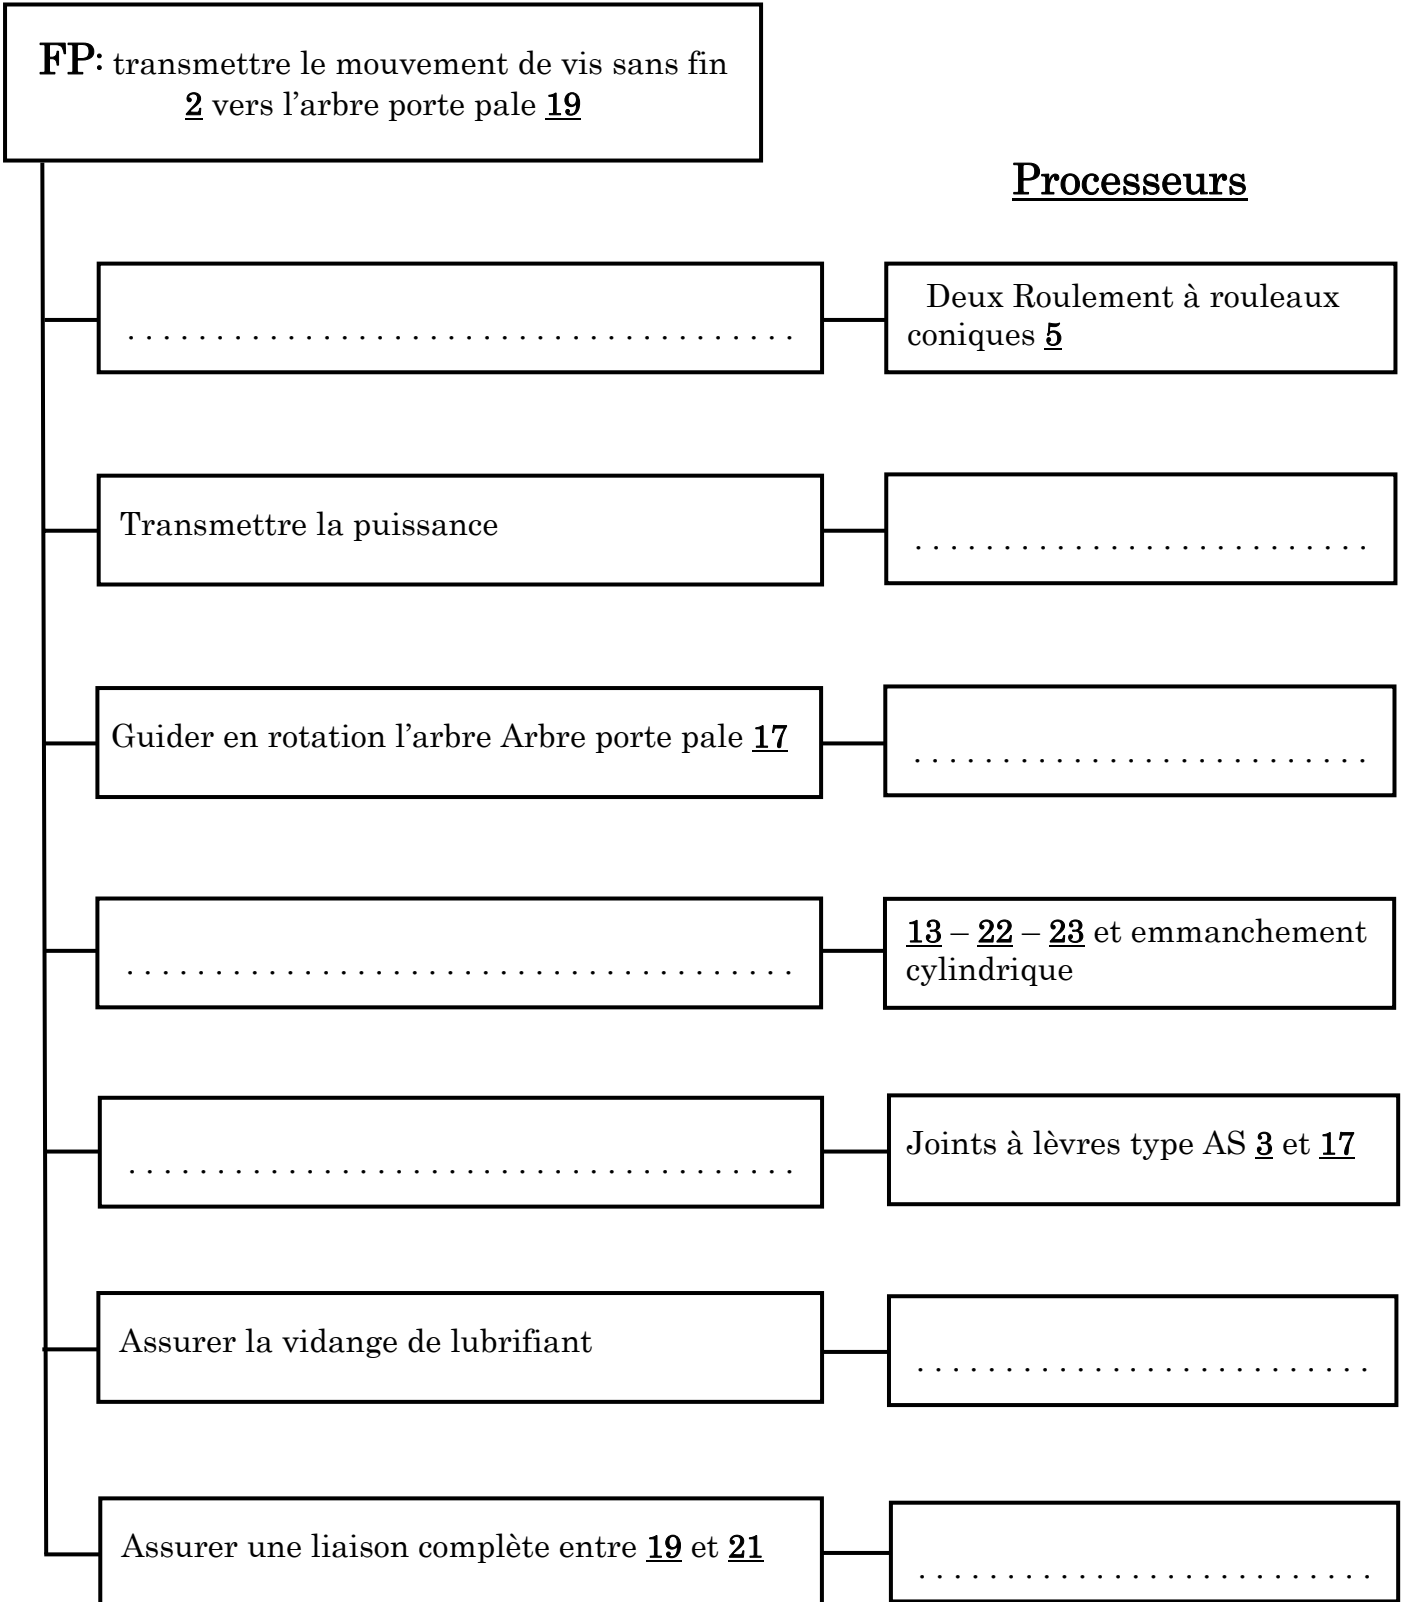 FP: transmettre le mouvement de vis sans fin
2 vers l'arbre porte pale 19
Processeurs
. . . . . . . . . . . . . . . . . . . . . . . . . . . . . . . . . . . . . .
Deux Roulement à rouleaux
coniques 5
Transmettre la puissance
. . . . . . . . . . . . . . . . . . . . . . . . . .
Guider en rotation l'arbre Arbre porte pale 17
. . . . . . . . . . . . . . . . . . . . . . . . . .
. . . . . . . . . . . . . . . . . . . . . . . . . . . . . . . . . . . . . .
13 – 22 – 23 et emmanchement
cylindrique
. . . . . . . . . . . . . . . . . . . . . . . . . . . . . . . . . . . . . .
Joints à lèvres type AS 3 et 17
Assurer la vidange de lubrifiant
. . . . . . . . . . . . . . . . . . . . . . . . . .
Assurer une liaison complète entre 19 et 21
. . . . . . . . . . . . . . . . . . . . . . . . . .